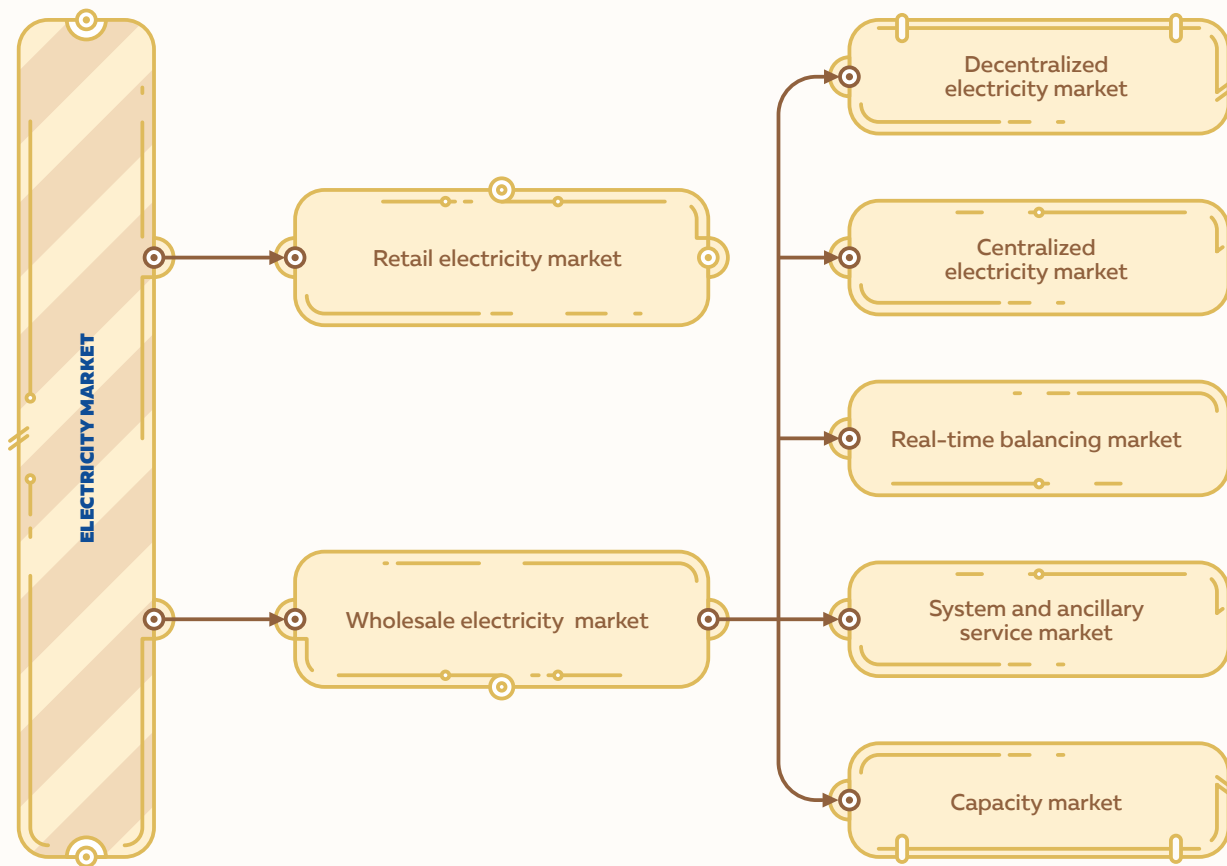 ELECTRICITY MARKET
Retail electricity market
Wholesale electricity  market
Decentralized
electricity market
Centralized
electricity market
Real-time balancing market
System and ancillary
service market
Capacity market